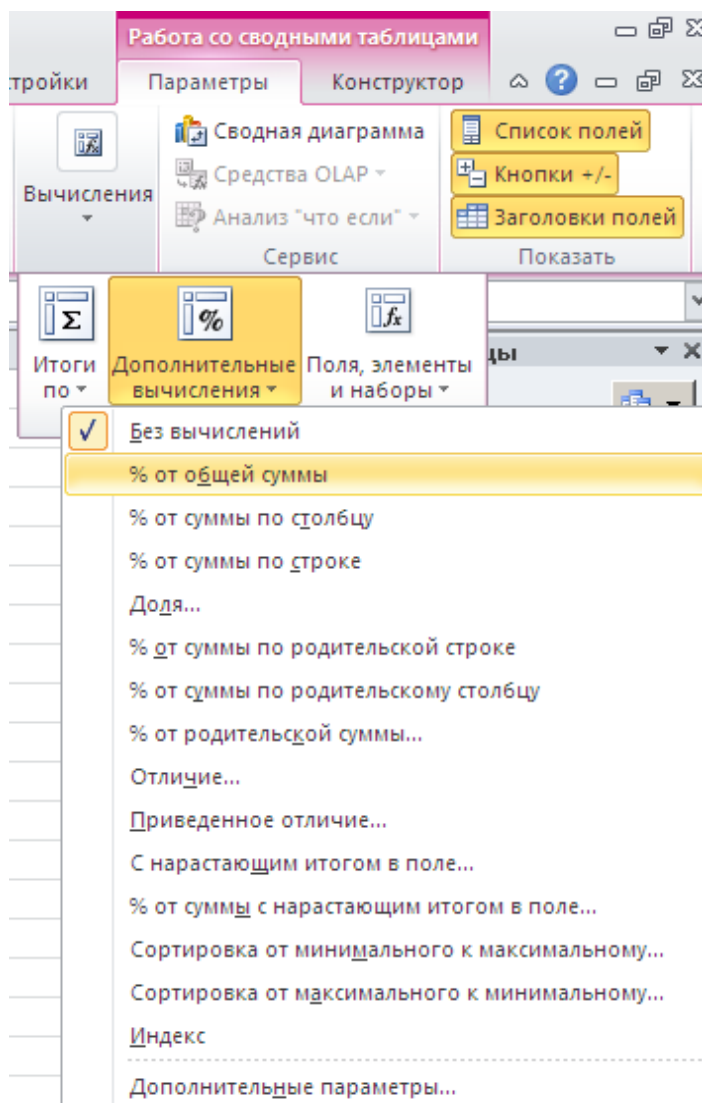 Работа со сводными таблицами
тройки
Параметры
Конструктор
Вычисления
Сводная диаграмма
Средства OLAP
Анализ "что если"
Сервис
Список полей
Кнопки +/-
Заголовки полей
Показать
Итоги
по
Дополнительные
вычисления
Поля, элементы
и наборы
цы
Без вычислений
% от общей суммы
% от суммы по столбцу
% от суммы по строке
Доля...
% от суммы по родительской строке
% от суммы по родительскому столбцу
% от родительской суммы...
Отличие...
Приведенное отличие...
С нарастающим итогом в поле...
% от суммы с нарастающим итогом в поле...
Сортировка от минимального к максимальному...
Сортировка от максимального к минимальному...
Индекс
Дополнительные параметры...